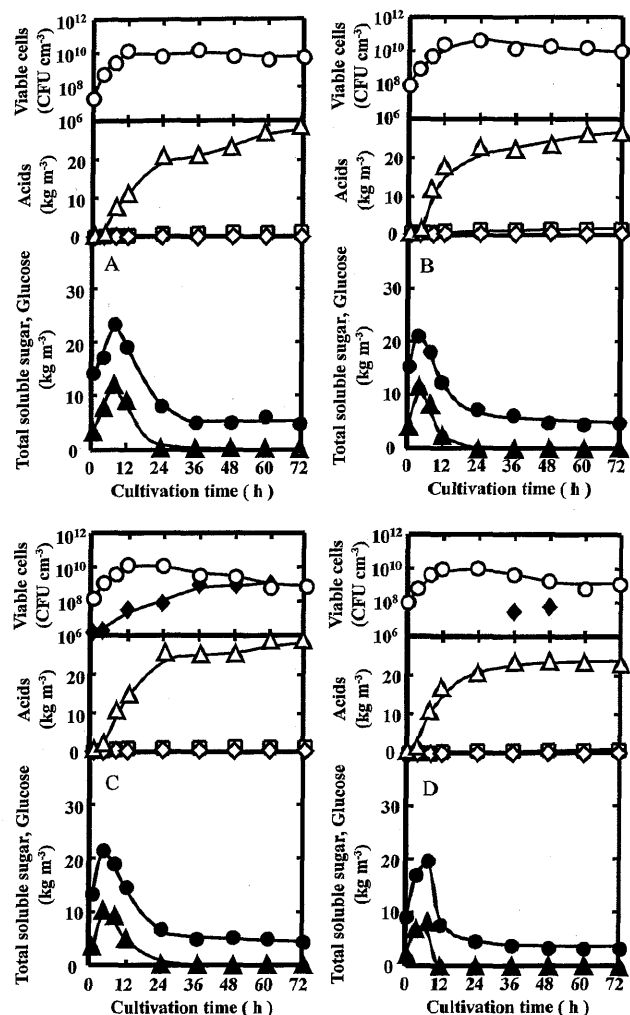 Viable cells
(CFU cm⁻³)
10¹²
10¹⁰
10⁸
10⁶
Acids
(kg m⁻³)
20
10
0
A
Total soluble sugar, Glucose
(kg m⁻³)
30
20
10
0
0 12 24 36 48 60 72
Cultivation time ( h )
Viable cells
(CFU cm⁻³)
10¹²
10¹⁰
10⁸
10⁶
Acids
(kg m⁻³)
20
10
0
B
Total soluble sugar, Glucose
(kg m⁻³)
30
20
10
0
0 12 24 36 48 60 72
Cultivation time ( h )
Viable cells
(CFU cm⁻³)
10¹²
10¹⁰
10⁸
10⁶
Acids
(kg m⁻³)
20
10
0
C
Total soluble sugar, Glucose
(kg m⁻³)
30
20
10
0
0 12 24 36 48 60 72
Cultivation time ( h )
Viable cells
(CFU cm⁻³)
10¹²
10¹⁰
10⁸
10⁶
Acids
(kg m⁻³)
20
10
0
D
Total soluble sugar, Glucose
(kg m⁻³)
30
20
10
0
0 12 24 36 48 60 72
Cultivation time ( h )